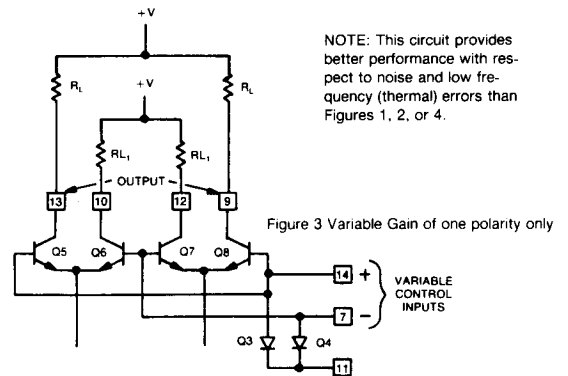 +V
NOTE: This circuit provides
better performance with res-
pect to noise and low fre-
quency (thermal) errors than
Figures 1, 2, or 4.
RL
+V
RL
RL1
RL1
OUTPUT
13
10
12
9
Figure 3 Variable Gain of one polarity only
Q5
Q6
Q7
Q8
14 +
VARIABLE
CONTROL
INPUTS
7 −
Q3
Q4
11